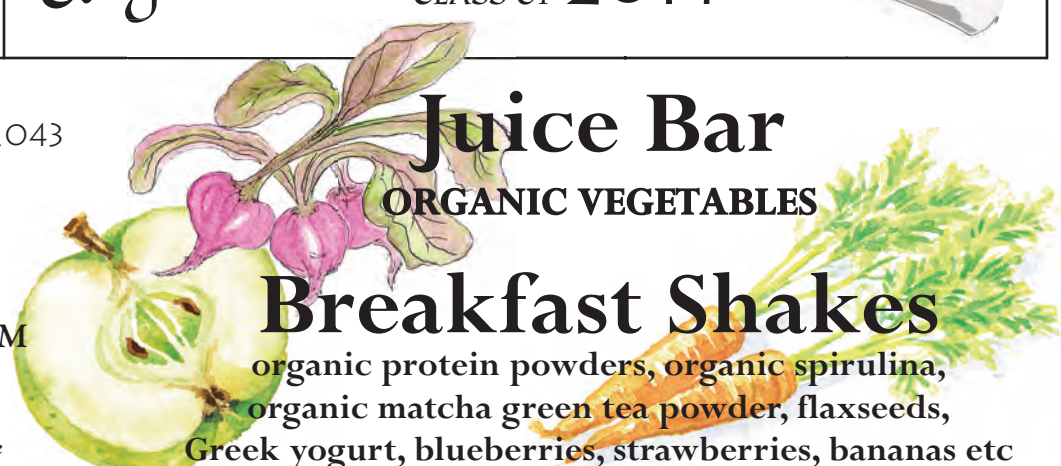 Juice Bar
043
ORGANIC VEGETABLES
Breakfast Shakes
M
organic protein powders, organic spirulina,
organic matcha green tea powder, flaxseeds,
Greek yogurt, blueberries, strawberries, bananas etc